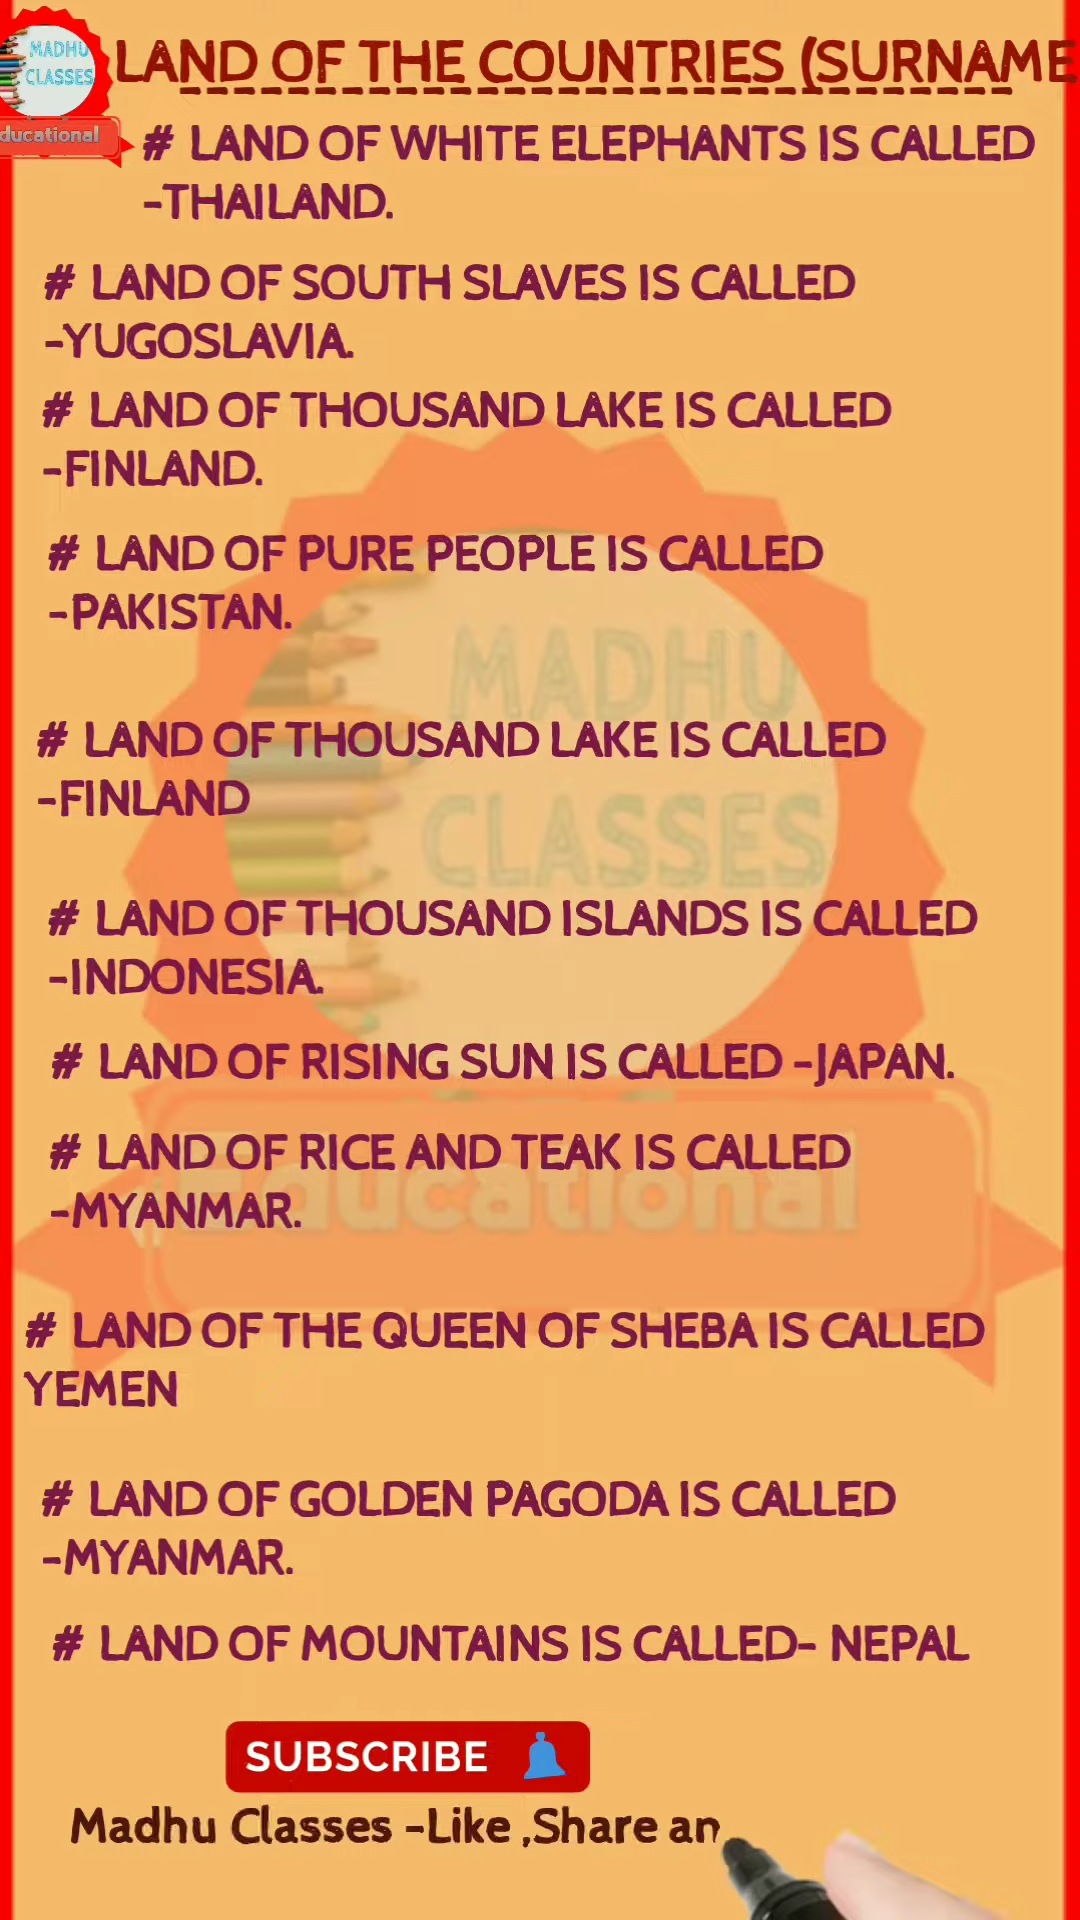 MADHU
CLASSES
ducational
LAND OF THE COUNTRIES (SURNAME
# LAND OF WHITE ELEPHANTS IS CALLED
-THAILAND.
# LAND OF SOUTH SLAVES IS CALLED
-YUGOSLAVIA.
# LAND OF THOUSAND LAKE IS CALLED
-FINLAND.
# LAND OF PURE PEOPLE IS CALLED
-PAKISTAN.
MADHU
# LAND OF THOUSAND LAKE IS CALLED
-FINLAND
CLASSES
# LAND OF THOUSAND ISLANDS IS CALLED
-INDONESIA.
# LAND OF RISING SUN IS CALLED -JAPAN.
# LAND OF RICE AND TEAK IS CALLED
-MYANMAR.
Educational
# LAND OF THE QUEEN OF SHEBA IS CALLED
YEMEN
# LAND OF GOLDEN PAGODA IS CALLED
-MYANMAR.
# LAND OF MOUNTAINS IS CALLED- NEPAL
SUBSCRIBE
Madhu Classes -Like ,Share an